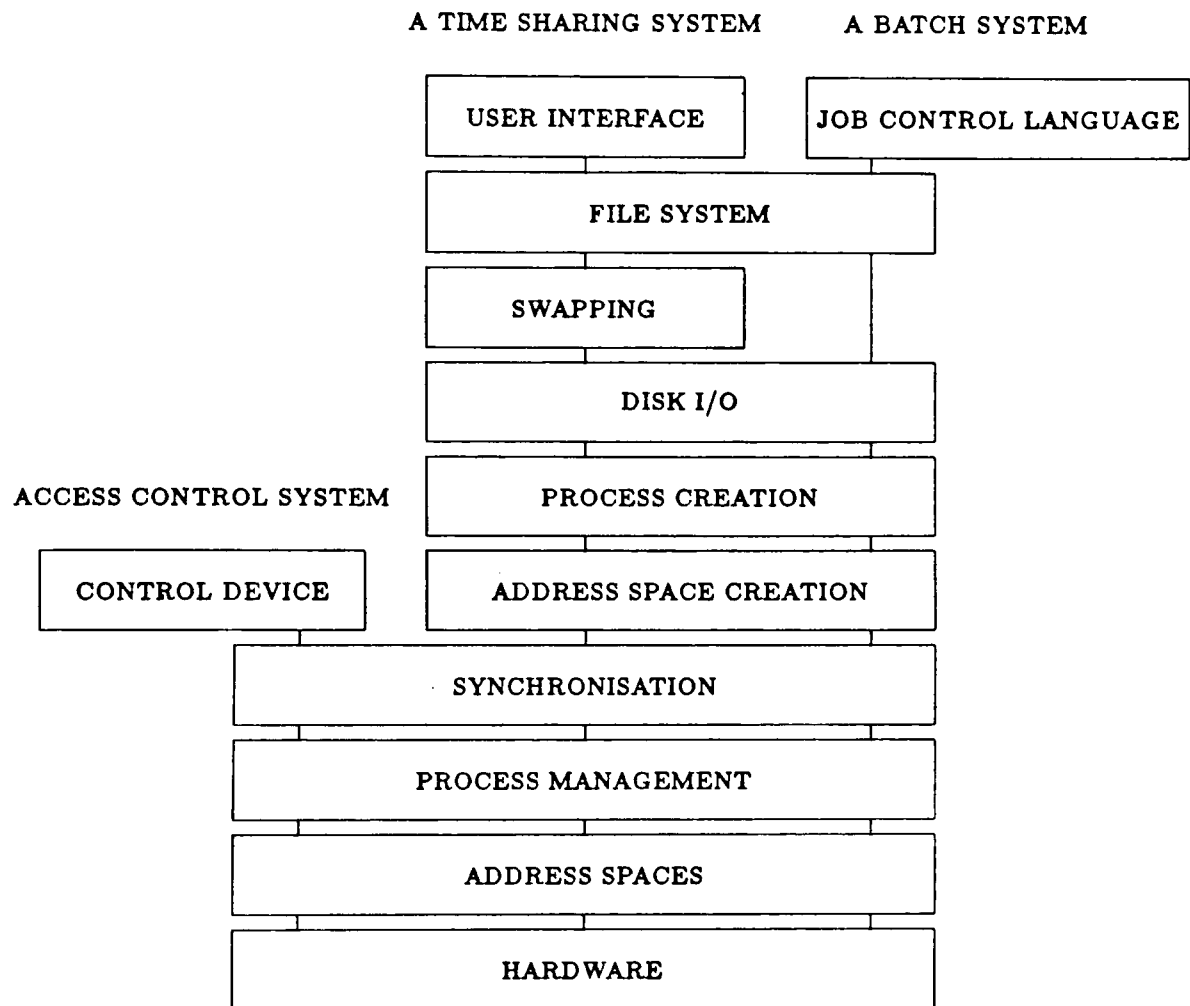 A TIME SHARING SYSTEM
A BATCH SYSTEM
USER INTERFACE
JOB CONTROL LANGUAGE
FILE SYSTEM
SWAPPING
DISK I/O
ACCESS CONTROL SYSTEM
PROCESS CREATION
CONTROL DEVICE
ADDRESS SPACE CREATION
SYNCHRONISATION
PROCESS MANAGEMENT
ADDRESS SPACES
HARDWARE